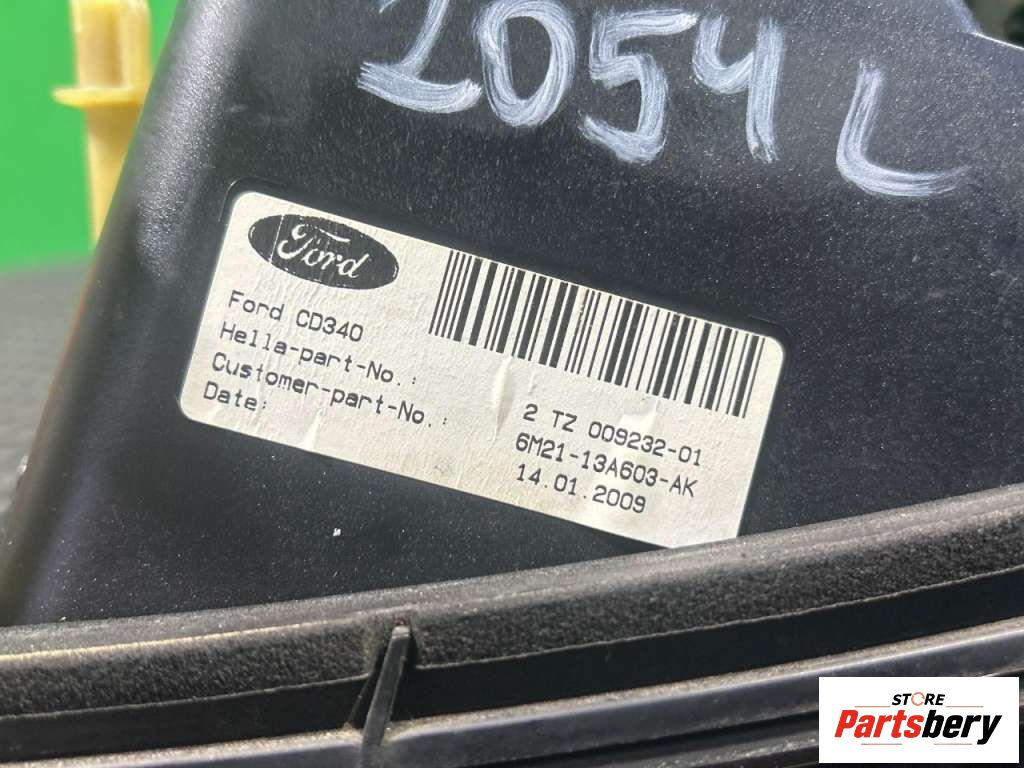 2054 L
Ford
Ford CD340
Hella-part-No.: 2 TZ 009232-01
Customer-part-No.: 6M21-13A603-AK
Date: 14.01.2009
STORE
Partsbery